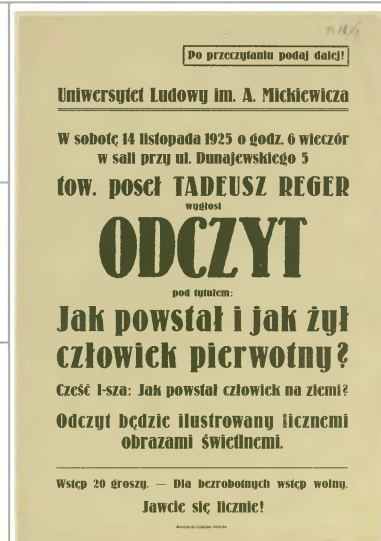 Po przeczytaniu podaj dalej!
Uniwersytet Ludowy im. A. Mickiewicza
W sobotę 14 listopada 1925 o godz. 6 wieczór
w sali przy ul. Dunajewskiego 5
tow. poseł TADEUSZ REGER
wygłosi
ODCZYT
pod tytułem:
Jak powstał i jak żył
człowiek pierwotny?
Cześć I-sza: Jak powstał człowiek na ziemi?
Odczyt będzie ilustrowany licznemi
obrazami świetlnemi.
Wstęp 20 groszy. — Dla bezrobotnych wstęp wolny.
Jawcie się licznie!